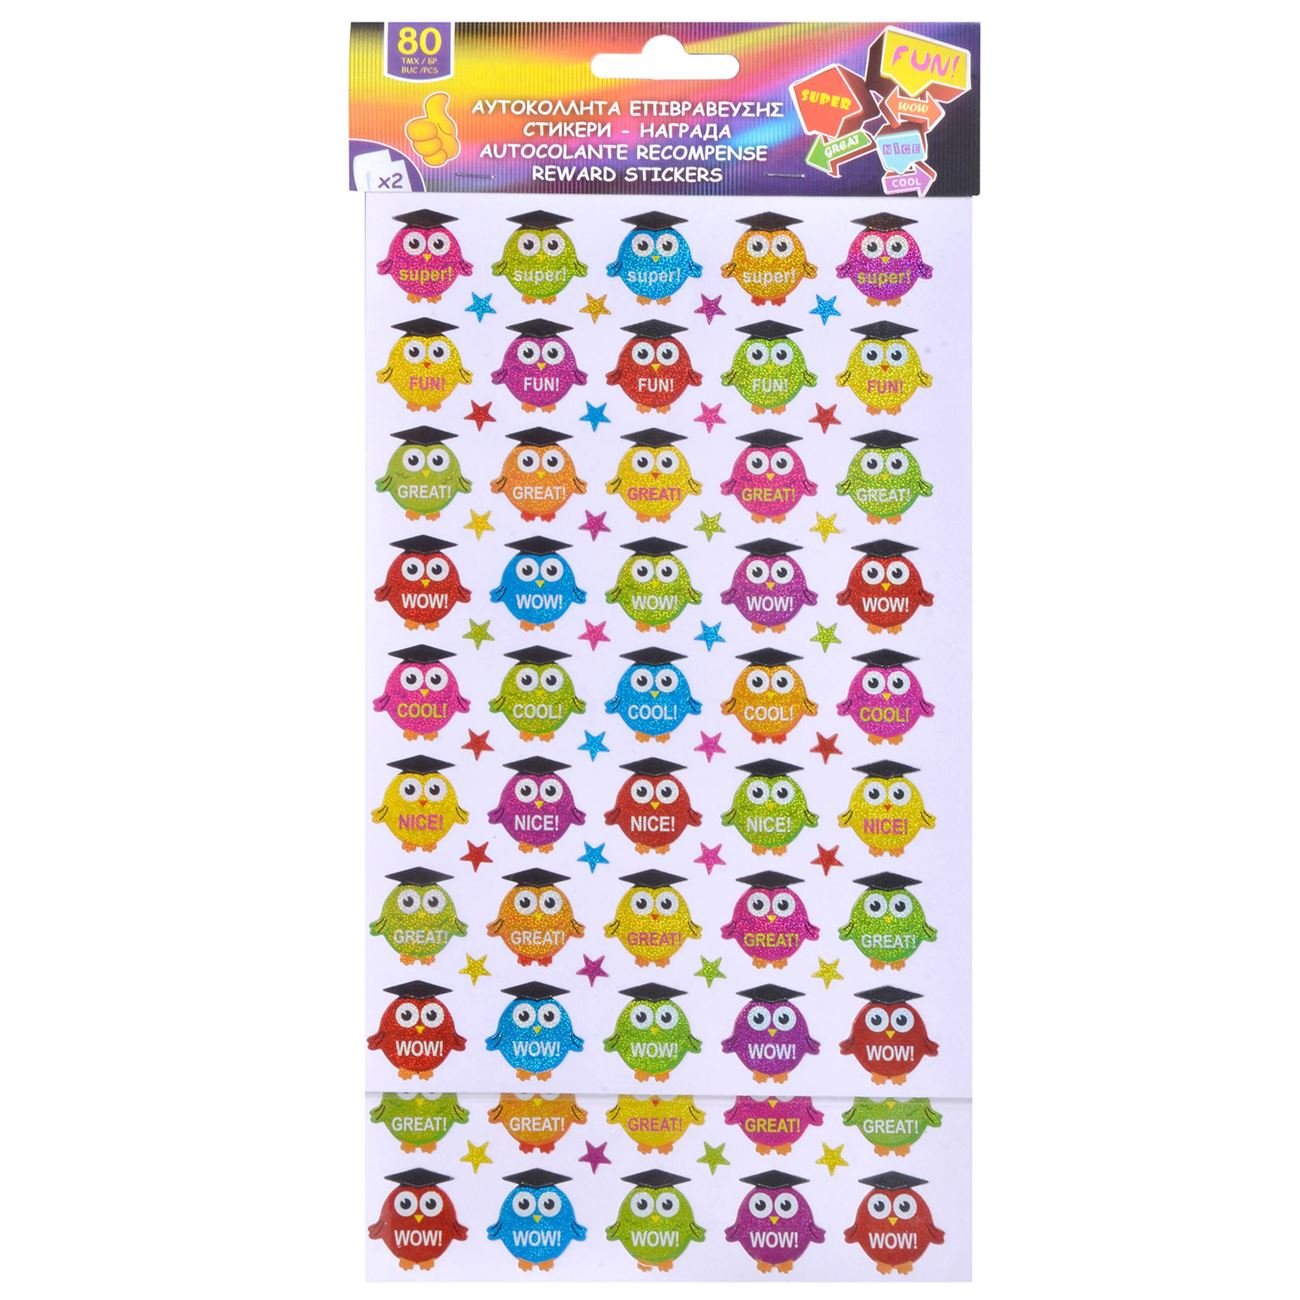 80
ΤΜΧ / БР.
BUC /PCS
x2
ΑΥΤΟΚΟΛΛΗΤΑ ΕΠΙΒΡΑΒΕΥΣΗΣ
СТИКЕРИ - НАГРАДА
AUTOCOLANTE RECOMPENSE
REWARD STICKERS
FUN!
SUPER
WOW
GREAT
NICE
COOL
super! super! super! super! super!
FUN! FUN! FUN! FUN! FUN!
GREAT! GREAT! GREAT! GREAT! GREAT!
WOW! WOW! WOW! WOW! WOW!
COOL! COOL! COOL! COOL! COOL!
NICE! NICE! NICE! NICE! NICE!
GREAT! GREAT! GREAT! GREAT! GREAT!
WOW! WOW! WOW! WOW! WOW!
GREAT! GREAT! GREAT! GREAT! GREAT!
WOW! WOW! WOW! WOW! WOW!